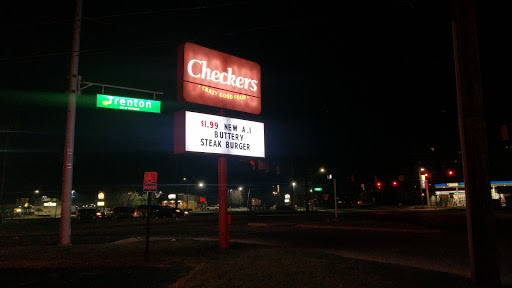 Trenton
Checkers
CRAZY GOOD FOOD
$1.99 NEW A.1
BUTTERY
STEAK BURGER